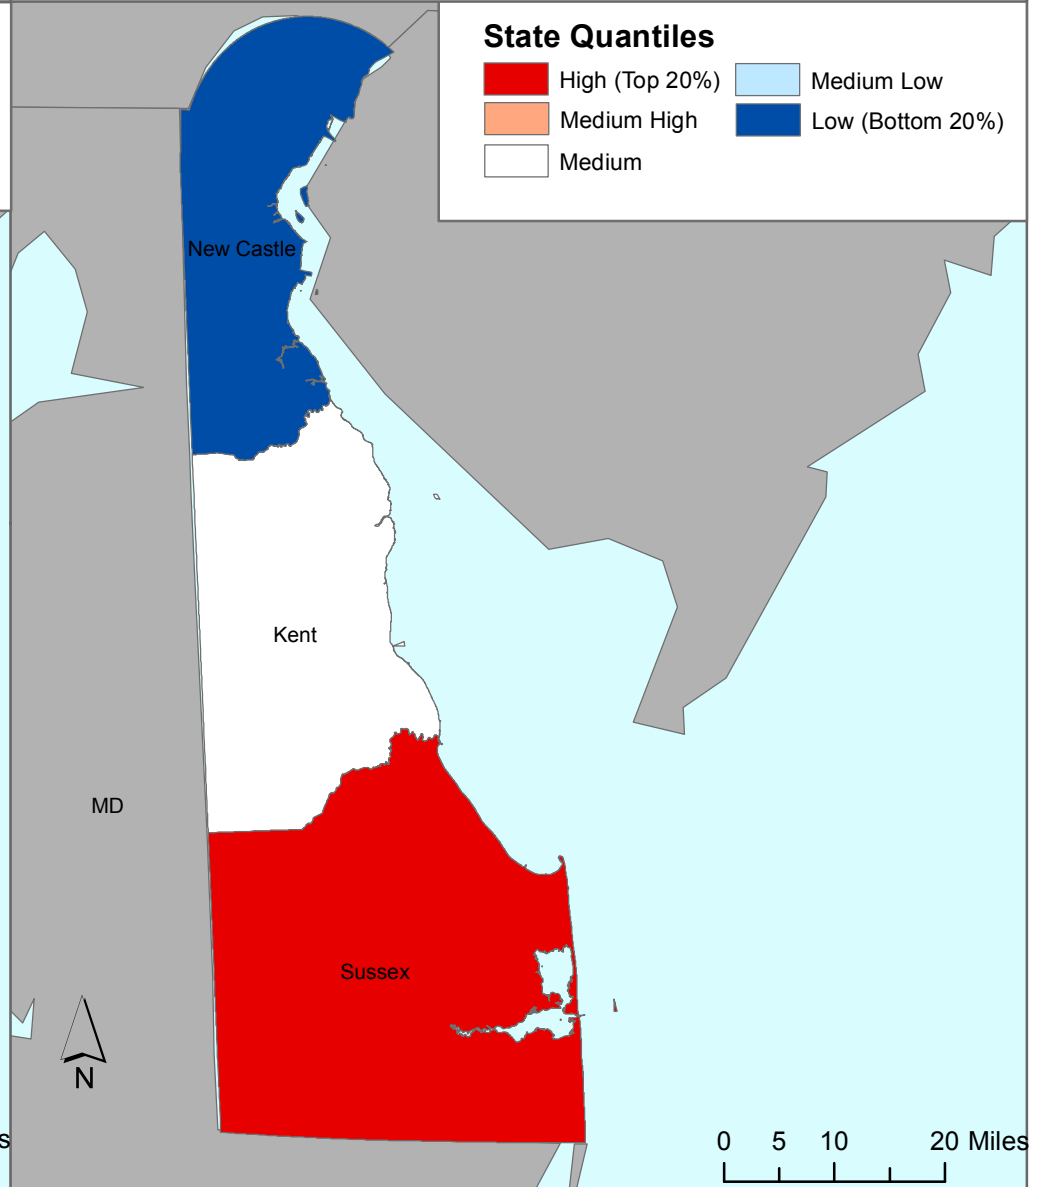 State Quantiles
High (Top 20%)
Medium Low
Medium High
Low (Bottom 20%)
Medium
New Castle
Kent
MD
Sussex
N
s
0 5 10 20 Miles